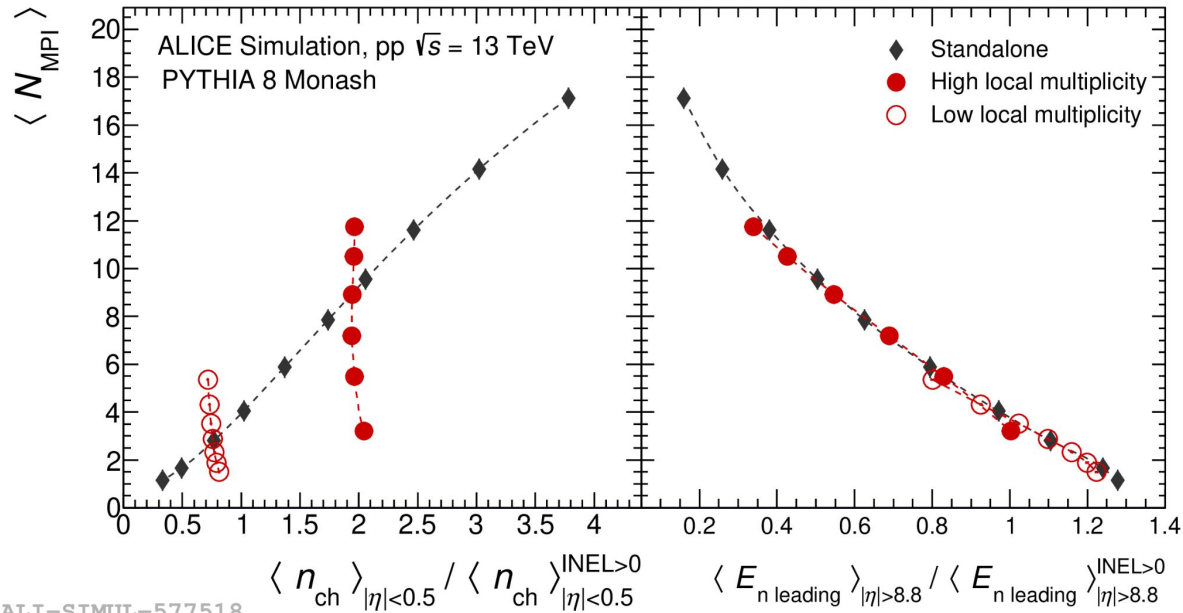 ⟨ N_MPI ⟩
20
18
16
14
12
10
8
6
4
2
0
ALICE Simulation, pp √s = 13 TeV
PYTHIA 8 Monash
Standalone
High local multiplicity
Low local multiplicity
0 0.5 1 1.5 2 2.5 3 3.5 4
0.2 0.4 0.6 0.8 1 1.2 1.4
⟨ n_ch ⟩_|η|<0.5 / ⟨ n_ch ⟩^INEL>0_|η|<0.5
⟨ E_n leading ⟩_|η|>8.8 / ⟨ E_n leading ⟩^INEL>0_|η|>8.8
ALI-SIMUL-577518